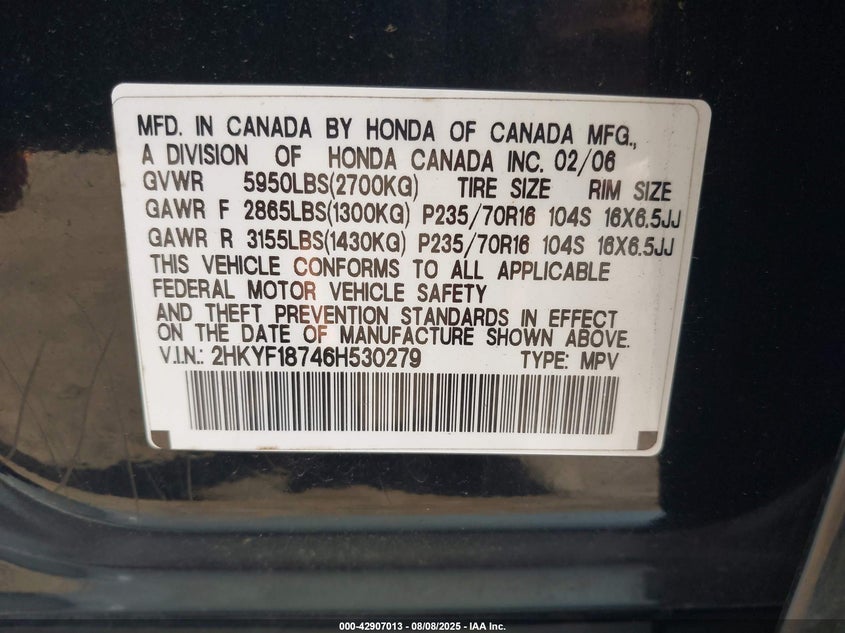 MFD. IN CANADA BY HONDA OF CANADA MFG.,
A DIVISION OF HONDA CANADA INC. 02/06
GVWR 5950LBS(2700KG) TIRE SIZE RIM SIZE
GAWR F 2865LBS(1300KG) P235/70R16 104S 16X6.5JJ
GAWR R 3155LBS(1430KG) P235/70R16 104S 16X6.5JJ
THIS VEHICLE CONFORMS TO ALL APPLICABLE
FEDERAL MOTOR VEHICLE SAFETY
AND THEFT PREVENTION STANDARDS IN EFFECT
ON THE DATE OF MANUFACTURE SHOWN ABOVE.
V.I.N.: 2HKYF18746H530279 TYPE: MPV
000-42907013 - 08/08/2025 - IAA Inc.